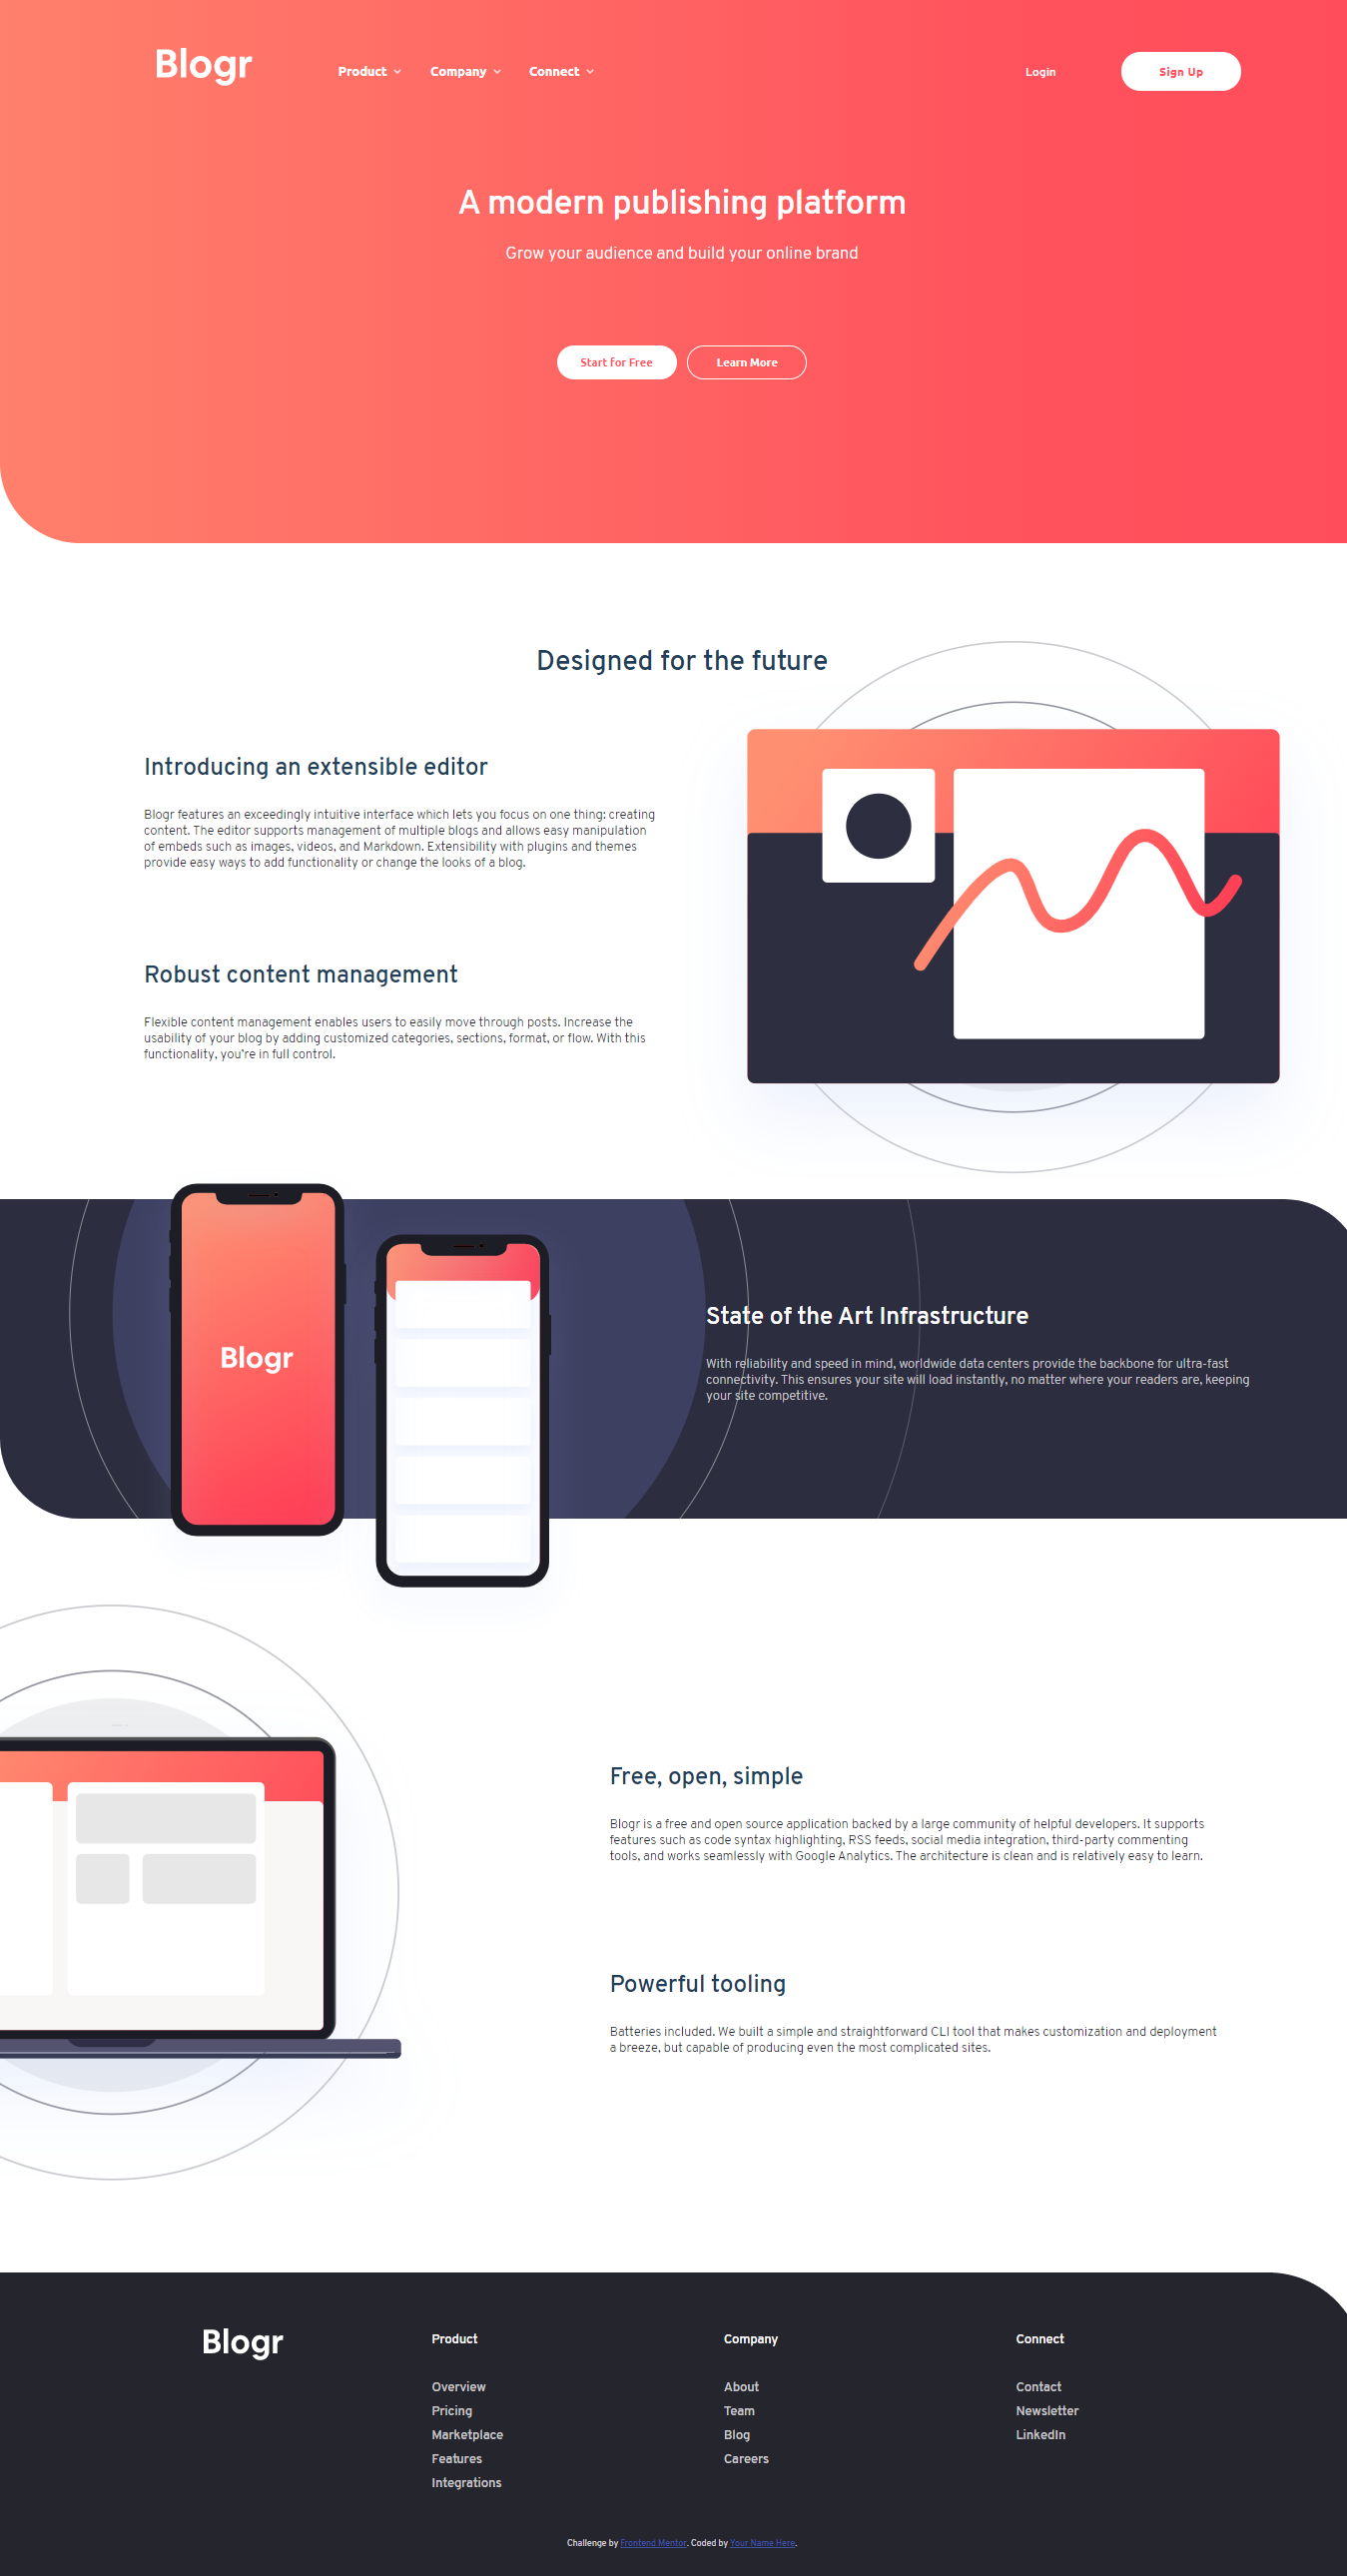 Blogr
Product
Company
Connect
Login
Sign Up
A modern publishing platform
Grow your audience and build your online brand
Start for Free
Learn More
Designed for the future
Introducing an extensible editor
Blogr features an exceedingly intuitive interface which lets you focus on one thing: creating
content. The editor supports management of multiple blogs and allows easy manipulation
of embeds such as images, videos, and Markdown. Extensibility with plugins and themes
provide easy ways to add functionality or change the looks of a blog.
Robust content management
Flexible content management enables users to easily move through posts. Increase the
usability of your blog by adding customized categories, sections, format, or flow. With this
functionality, you're in full control.
Blogr
State of the Art Infrastructure
With reliability and speed in mind, worldwide data centers provide the backbone for ultra-fast
connectivity. This ensures your site will load instantly, no matter where your readers are, keeping
your site competitive.
Free, open, simple
Blogr is a free and open source application backed by a large community of helpful developers. It supports
features such as code syntax highlighting, RSS feeds, social media integration, third-party commenting
tools, and works seamlessly with Google Analytics. The architecture is clean and is relatively easy to learn.
Powerful tooling
Batteries included. We built a simple and straightforward CLI tool that makes customization and deployment
a breeze, but capable of producing even the most complicated sites.
Blogr
Product
Overview
Pricing
Marketplace
Features
Integrations
Company
About
Team
Blog
Careers
Connect
Contact
Newsletter
LinkedIn
Challenge by Frontend Mentor. Coded by Your Name Here.